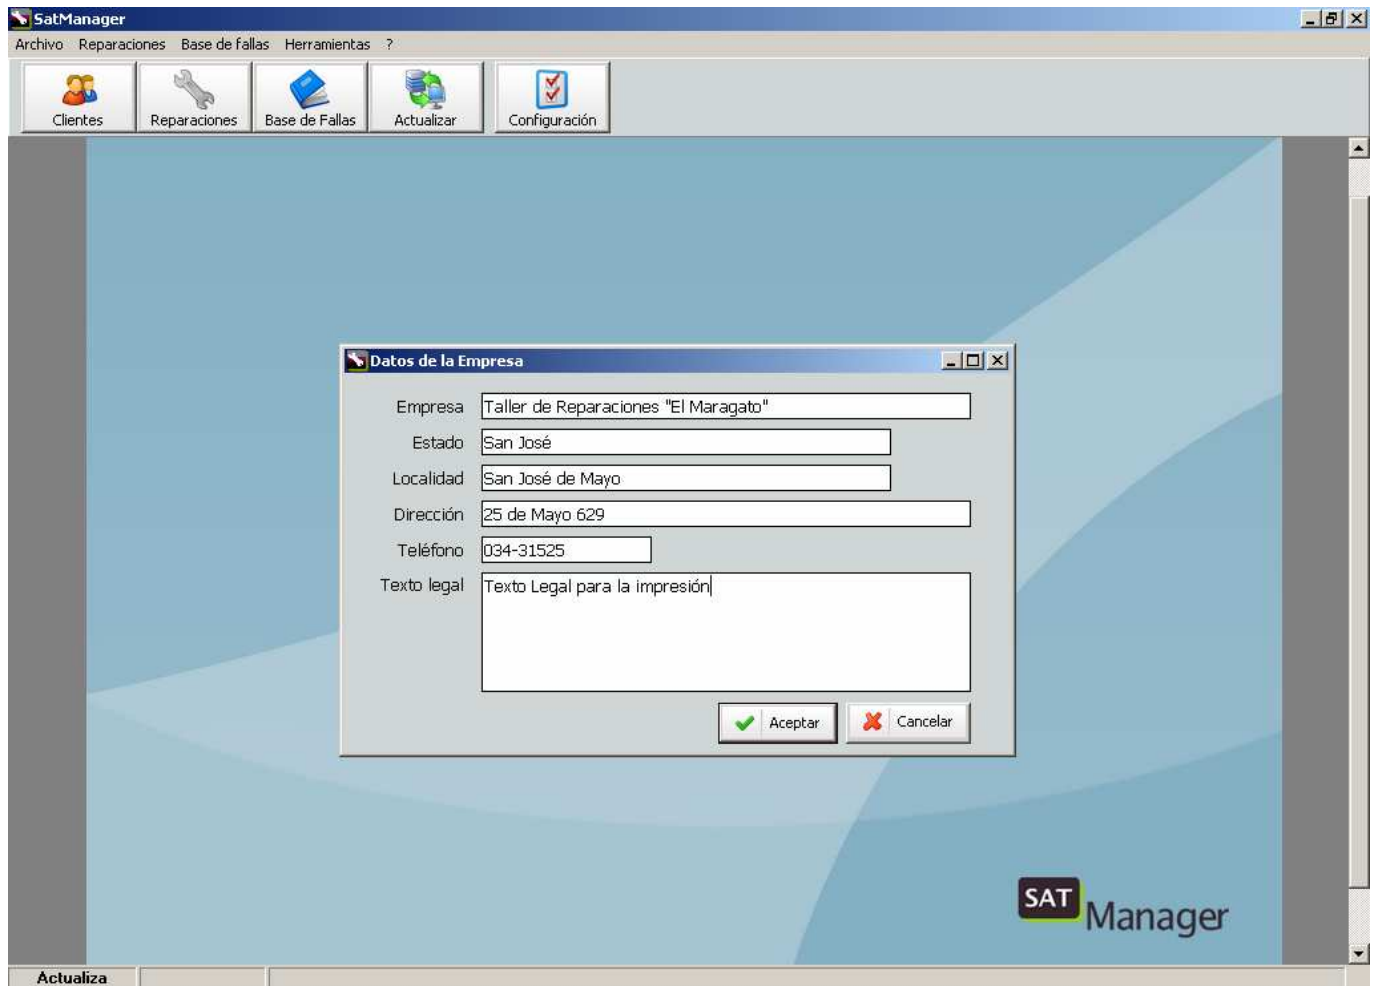 SatManager
Archivo Reparaciones Base de fallas Herramientas ?
Clientes Reparaciones Base de Fallas Actualizar Configuración
Datos de la Empresa
Empresa Taller de Reparaciones "El Maragato"
Estado San José
Localidad San José de Mayo
Dirección 25 de Mayo 629
Teléfono 034-31525
Texto legal Texto Legal para la impresión
Aceptar Cancelar
SAT Manager
Actualiza